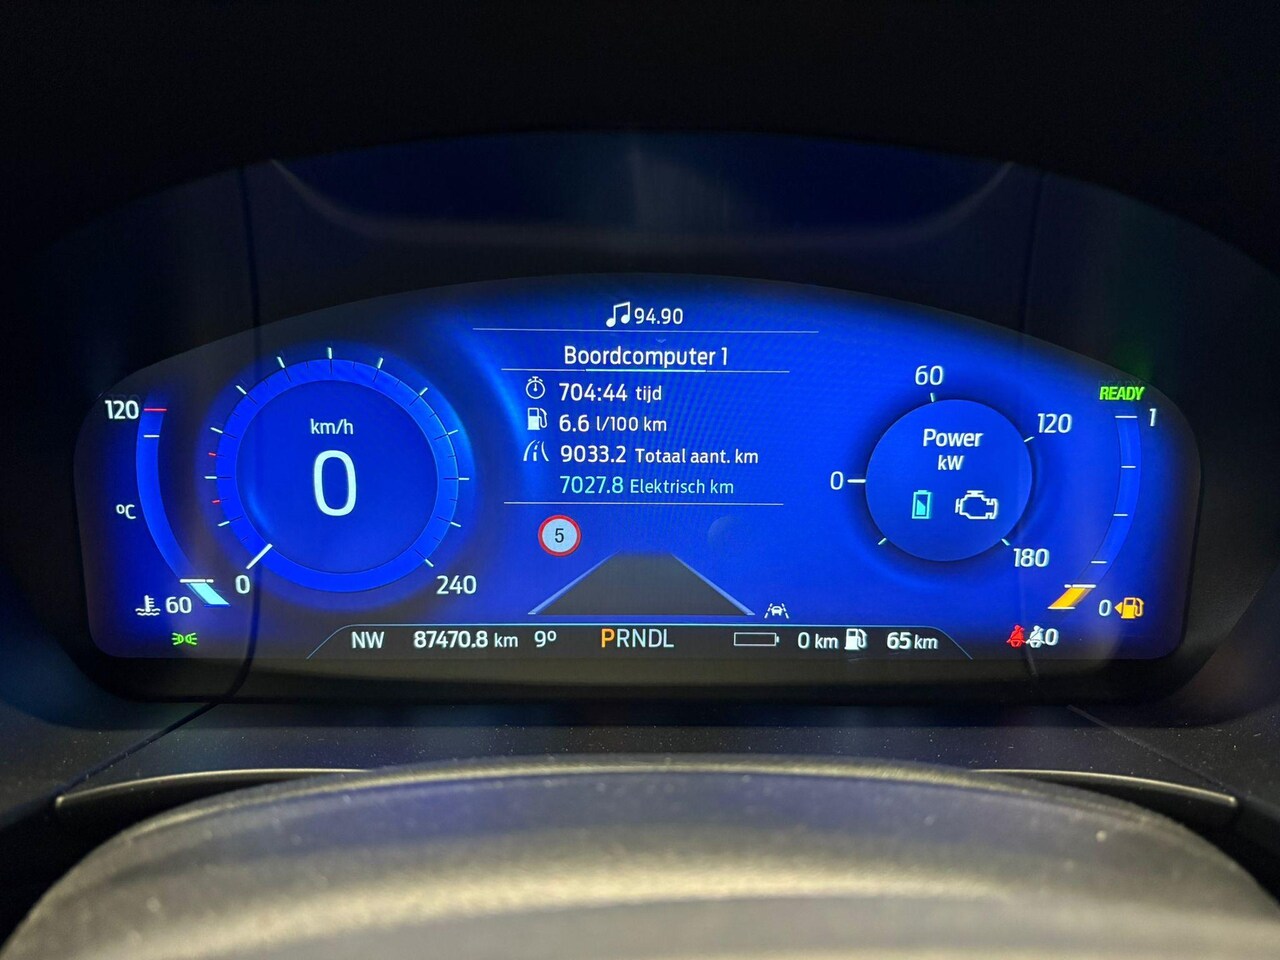 94.90
Boordcomputer 1
704:44 tijd
6.6 l/100 km
9033.2 Totaal aant. km
7027.8 Elektrisch km
5
120
°C
60
km/h
0
0
240
60
120
0
Power
kW
180
READY
1
0
NW 87470.8 km 9° PRNDL 0 km 65 km